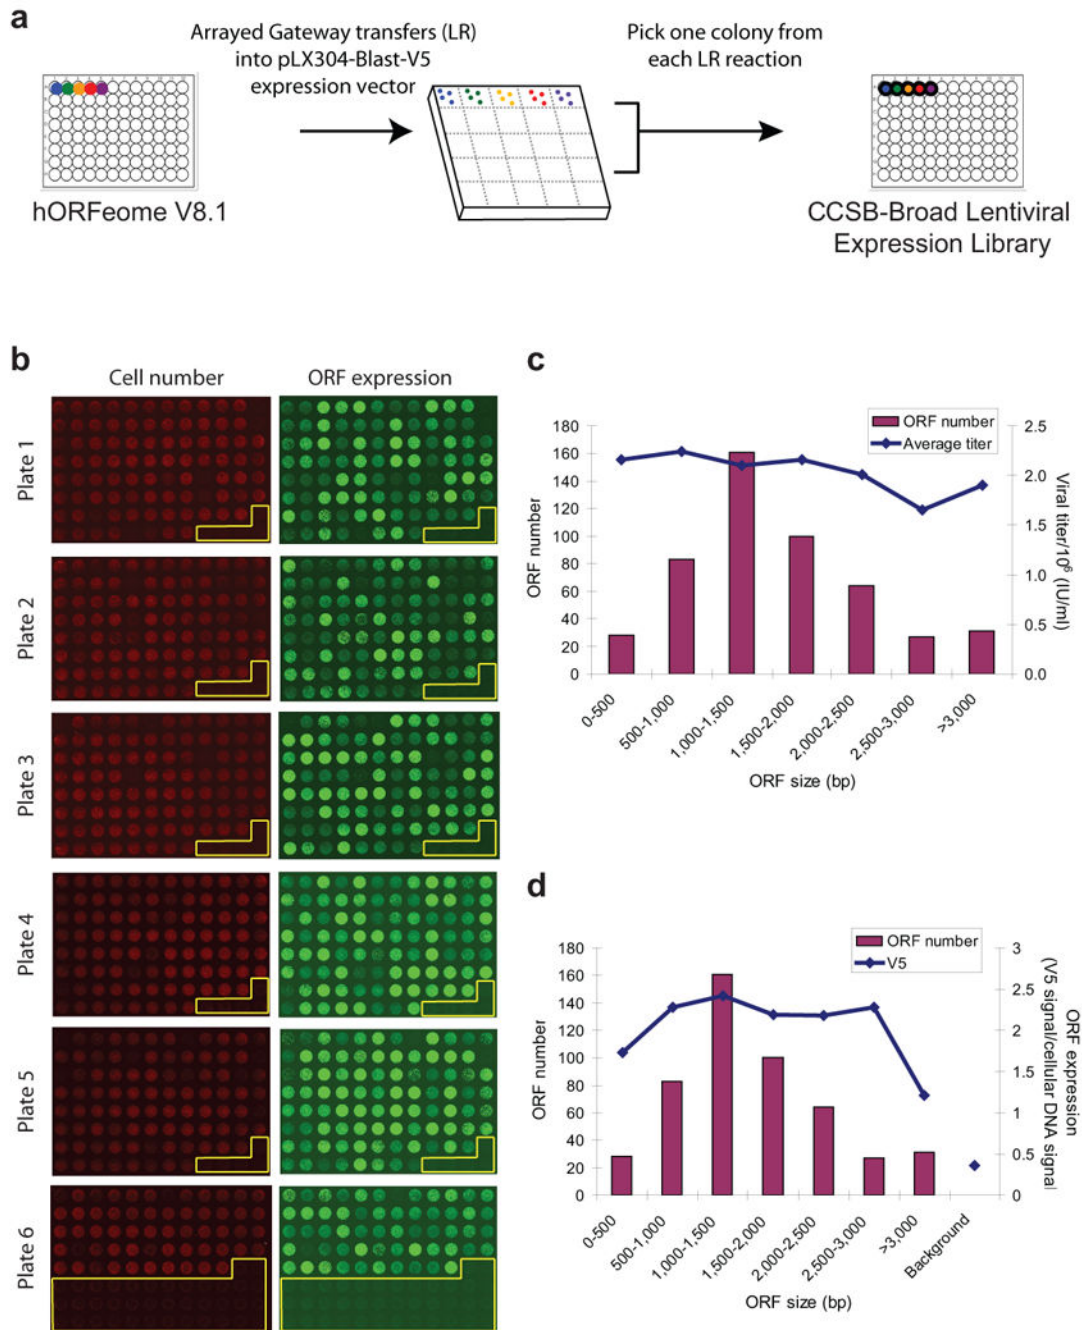 a
Arrayed Gateway transfers (LR)
into pLX304-Blast-V5
expression vector
Pick one colony from
each LR reaction
hORFeome V8.1
CCSB-Broad Lentiviral
Expression Library
b
Cell number
ORF expression
Plate 1
Plate 2
Plate 3
Plate 4
Plate 5
Plate 6
c
ORF number
Average titer
180
160
140
120
100
80
60
40
20
0
ORF number
2.5
2.0
1.5
1.0
0.5
0.0
Viral titer/10⁶ (IU/ml)
0-500
500-1,000
1,000-1,500
1,500-2,000
2,000-2,500
2,500-3,000
>3,000
ORF size (bp)
d
ORF number
V5
180
160
140
120
100
80
60
40
20
0
ORF number
3
2.5
2
1.5
1
0.5
0
ORF expression
(V5 signal/cellular DNA signal
0-500
500-1,000
1,000-1,500
1,500-2,000
2,000-2,500
2,500-3,000
>3,000
Background
ORF size (bp)